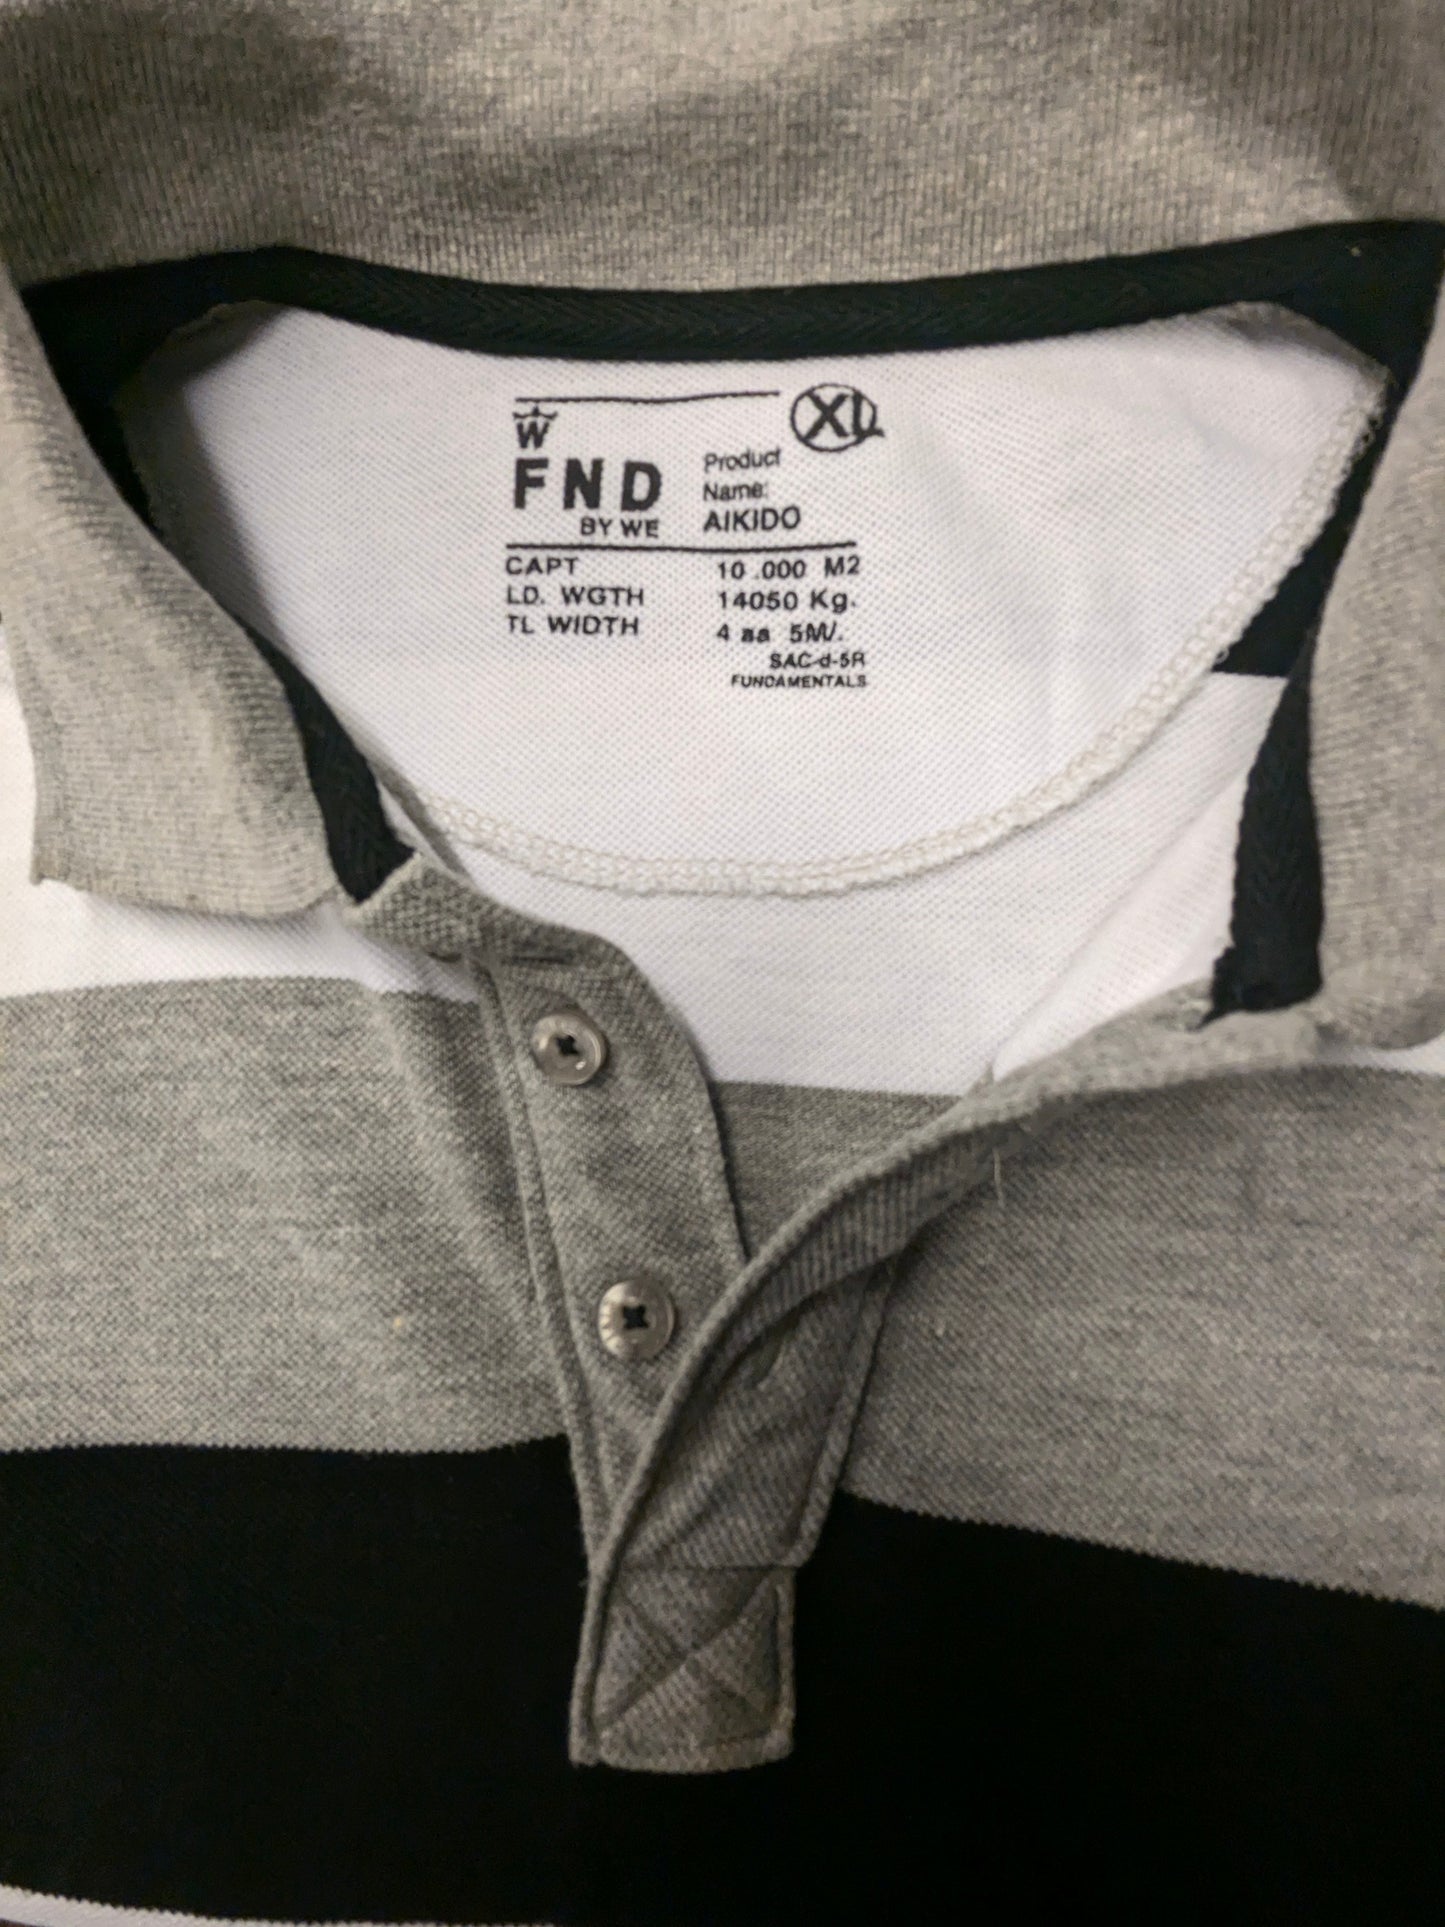 XL
W
FND
BY WE
Product
Name:
AIKIDO
CAPT 10.000 M2
LD. WGTH 14050 Kg.
TL WIDTH 4 aa 5M/.
SAC-d-5R
FUNDAMENTALS